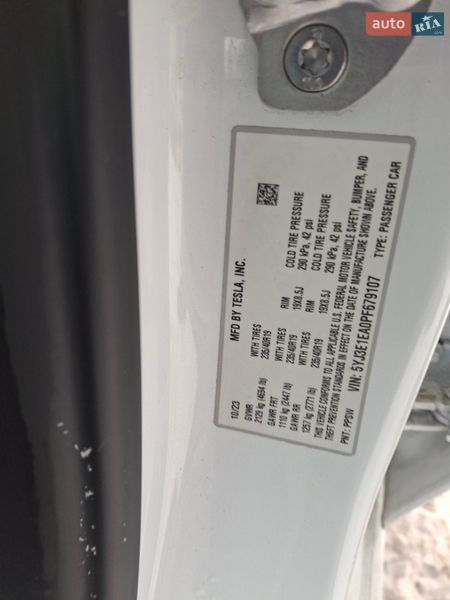 auto RIA
MFD BY TESLA, INC.
10/23
GVWR
2129 kg (4694 lb)
GAWR FRT WITH TIRES RIM COLD TIRE PRESSURE
1110 kg (2447 lb) 235/40R19 19X8.5J 290 kPa, 42 psi
GAWR RR WITH TIRES RIM COLD TIRE PRESSURE
1257 kg (2771 lb) 235/40R19 19X8.5J 290 kPa, 42 psi
THIS VEHICLE CONFORMS TO ALL APPLICABLE U.S. FEDERAL MOTOR VEHICLE SAFETY, BUMPER, AND
THEFT PREVENTION STANDARDS IN EFFECT ON THE DATE OF MANUFACTURE SHOWN ABOVE.
VIN: 5YJ3E1EA0PF679107
PNT: PPSW TYPE: PASSENGER CAR